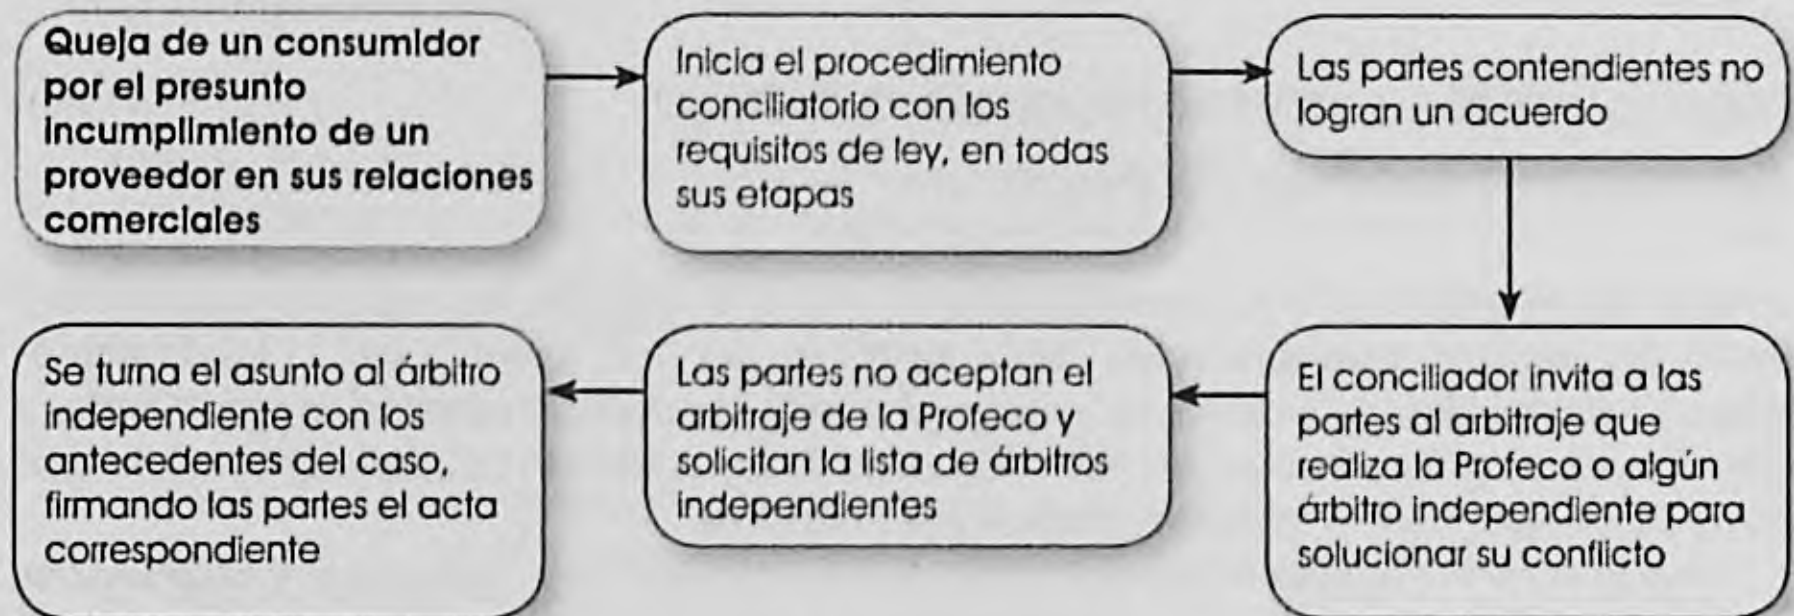 Queja de un consumidor
por el presunto
incumplimiento de un
proveedor en sus relaciones
comerciales
Inicia el procedimiento
conciliatorio con los
requisitos de ley, en todas
sus etapas
Las partes contendientes no
logran un acuerdo
El conciliador invita a las
partes al arbitraje que
realiza la Profeco o algún
árbitro independiente para
solucionar su conflicto
Las partes no aceptan el
arbitraje de la Profeco y
solicitan la lista de árbitros
independientes
Se turna el asunto al árbitro
independiente con los
antecedentes del caso,
firmando las partes el acta
correspondiente